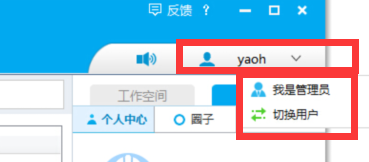 反馈 ?
yaoh
我是管理员
工作空间
切换用户
个人中心 圈子